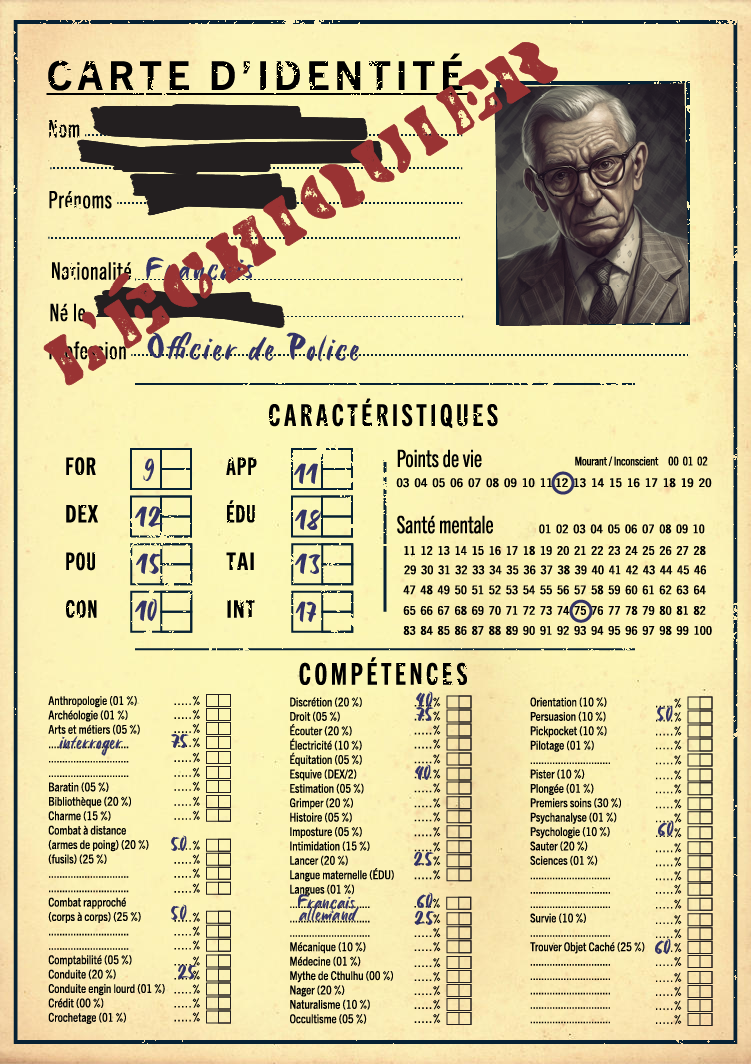 CARTE D'IDENTITÉ
L'ÉCHIQUIER
Nom
Prénoms
Nationalité Français
Né le
Profession Officier de Police
CARACTÉRISTIQUES
FOR 9 APP 11
DEX 12 ÉDU 18
POU 15 TAI 13
CON 10 INT 17
Points de vie Mourant / Inconscient 00 01 02
03 04 05 06 07 08 09 10 11 12 13 14 15 16 17 18 19 20
Santé mentale 01 02 03 04 05 06 07 08 09 10
11 12 13 14 15 16 17 18 19 20 21 22 23 24 25 26 27 28
29 30 31 32 33 34 35 36 37 38 39 40 41 42 43 44 45 46
47 48 49 50 51 52 53 54 55 56 57 58 59 60 61 62 63 64
65 66 67 68 69 70 71 72 73 74 75 76 77 78 79 80 81 82
83 84 85 86 87 88 89 90 91 92 93 94 95 96 97 98 99 100
COMPÉTENCES
Anthropologie (01 %) .....%
Archéologie (01 %) .....%
Arts et métiers (05 %) .....%
interroger 75 %
.....%
.....%
Baratin (05 %) .....%
Bibliothèque (20 %) .....%
Charme (15 %) .....%
Combat à distance
(armes de poing) (20 %) 50 %
(fusils) (25 %) .....%
.....%
.....%
Combat rapproché
(corps à corps) (25 %) 50 %
.....%
.....%
Comptabilité (05 %) .....%
Conduite (20 %) 25 %
Conduite engin lourd (01 %) .....%
Crédit (00 %) .....%
Crochetage (01 %) .....%
Discrétion (20 %) 40 %
Droit (05 %) 75 %
Écouter (20 %) .....%
Électricité (10 %) .....%
Équitation (05 %) .....%
Esquive (DEX/2) 40 %
Estimation (05 %) .....%
Grimper (20 %) .....%
Histoire (05 %) .....%
Imposture (05 %) .....%
Intimidation (15 %) .....%
Lancer (20 %) 25 %
Langue maternelle (ÉDU) .....%
Langues (01 %)
Français 60 %
allemand 25 %
.....%
Mécanique (10 %) .....%
Médecine (01 %) .....%
Mythe de Cthulhu (00 %) .....%
Nager (20 %) .....%
Naturalisme (10 %) .....%
Occultisme (05 %) .....%
Orientation (10 %) .....%
Persuasion (10 %) 50 %
Pickpocket (10 %) .....%
Pilotage (01 %) .....%
.....%
Pister (10 %) .....%
Plongée (01 %) .....%
Premiers soins (30 %) .....%
Psychanalyse (01 %) .....%
Psychologie (10 %) 60 %
Sauter (20 %) .....%
Sciences (01 %) .....%
.....%
.....%
.....%
Survie (10 %) .....%
.....%
Trouver Objet Caché (25 %) 60 %
.....%
.....%
.....%
.....%
.....%